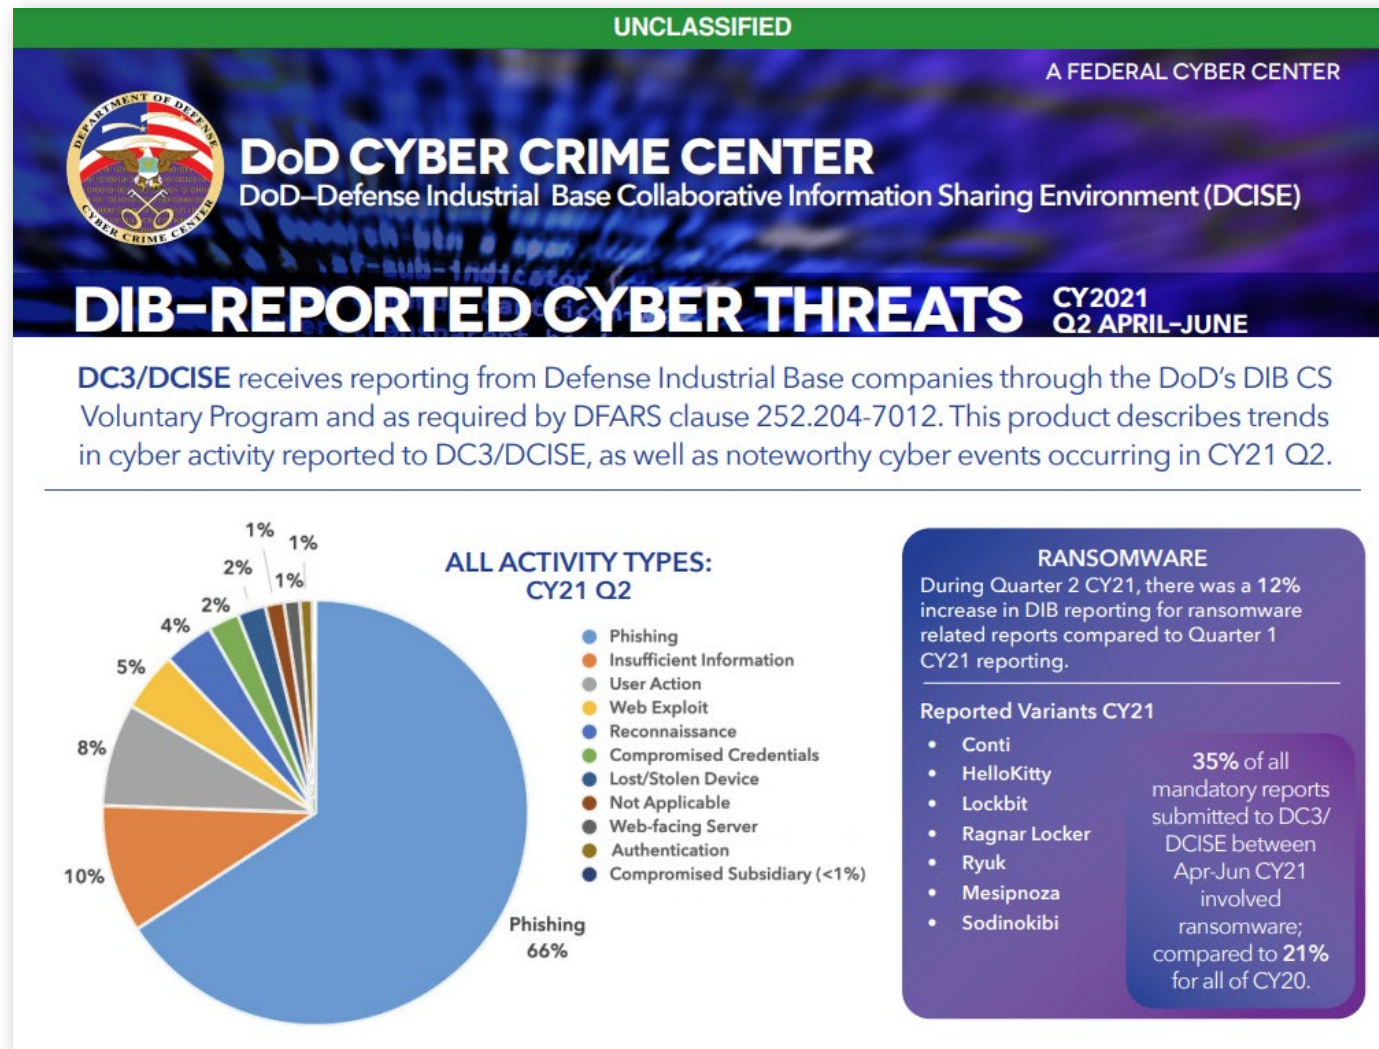 UNCLASSIFIED
A FEDERAL CYBER CENTER
DEPARTMENT OF DEFENSE
CYBER CRIME CENTER
DoD CYBER CRIME CENTER
DoD–Defense Industrial Base Collaborative Information Sharing Environment (DCISE)
DIB–REPORTED CYBER THREATS
CY2021
Q2 APRIL–JUNE
DC3/DCISE receives reporting from Defense Industrial Base companies through the DoD's DIB CS
Voluntary Program and as required by DFARS clause 252.204-7012. This product describes trends
in cyber activity reported to DC3/DCISE, as well as noteworthy cyber events occurring in CY21 Q2.
ALL ACTIVITY TYPES:
CY21 Q2
1%
1%
2%
1%
2%
4%
5%
8%
10%
Phishing
66%
Phishing
Insufficient Information
User Action
Web Exploit
Reconnaissance
Compromised Credentials
Lost/Stolen Device
Not Applicable
Web-facing Server
Authentication
Compromised Subsidiary (<1%)
RANSOMWARE
During Quarter 2 CY21, there was a 12%
increase in DIB reporting for ransomware
related reports compared to Quarter 1
CY21 reporting.
Reported Variants CY21
• Conti
• HelloKitty
• Lockbit
• Ragnar Locker
• Ryuk
• Mesipnoza
• Sodinokibi
35% of all
mandatory reports
submitted to DC3/
DCISE between
Apr-Jun CY21
involved
ransomware;
compared to 21%
for all of CY20.